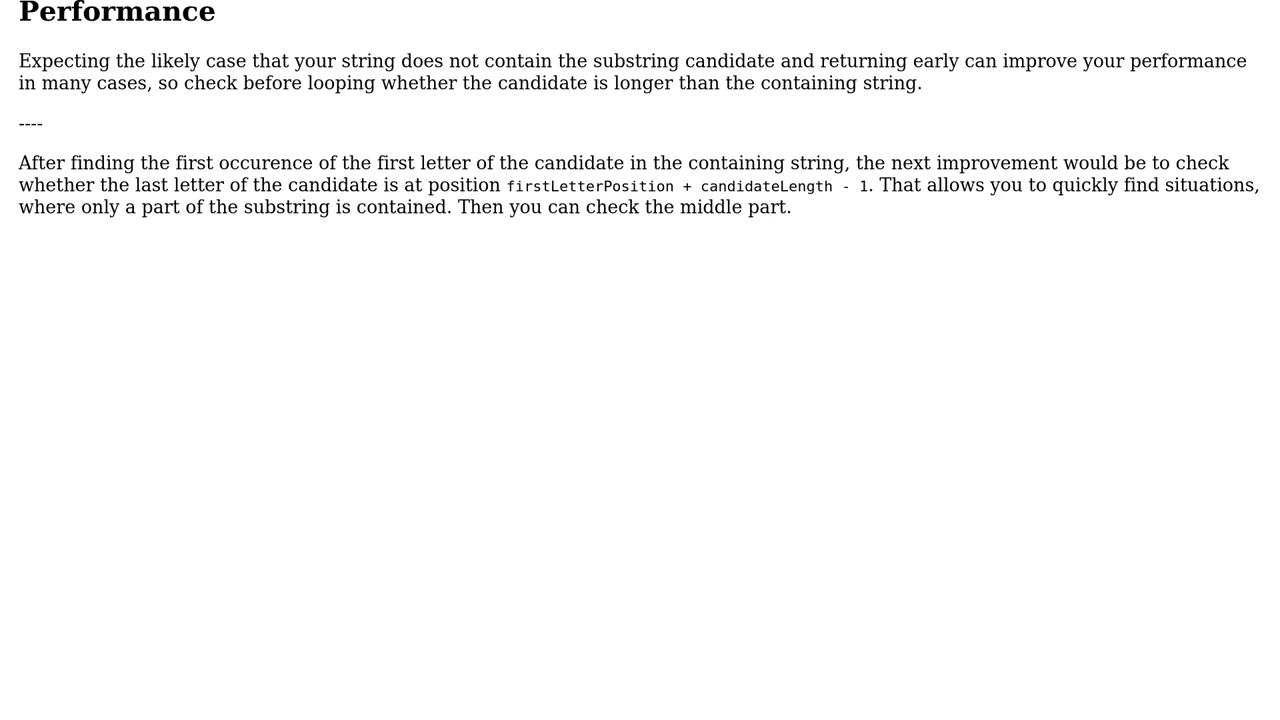 Performance
Expecting the likely case that your string does not contain the substring candidate and returning early can improve your performance
in many cases, so check before looping whether the candidate is longer than the containing string.
----
After finding the first occurence of the first letter of the candidate in the containing string, the next improvement would be to check
whether the last letter of the candidate is at position firstLetterPosition + candidateLength - 1. That allows you to quickly find situations,
where only a part of the substring is contained. Then you can check the middle part.